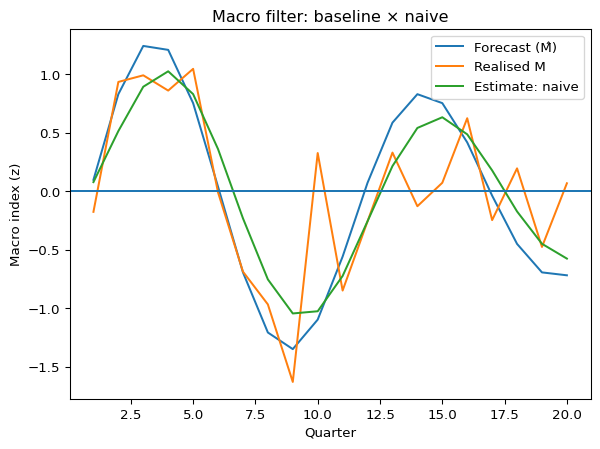 Macro filter: baseline × naive
Forecast (M̂)
Realised M
Estimate: naive
Macro index (z)
1.0
0.5
0.0
−0.5
−1.0
−1.5
2.5 5.0 7.5 10.0 12.5 15.0 17.5 20.0
Quarter